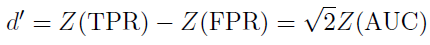 d′ = Z(TPR) − Z(FPR) = √2Z(AUC)